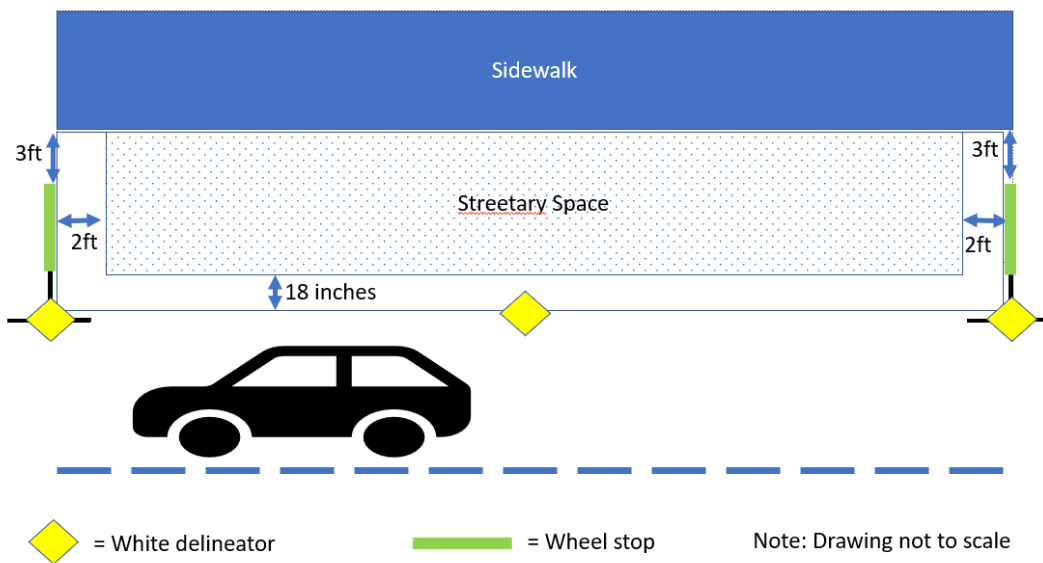 Sidewalk
3ft
3ft
Streetary Space
2ft
2ft
18 inches
= White delineator
= Wheel stop
Note: Drawing not to scale